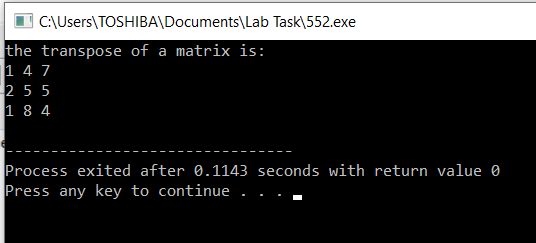 C:\Users\TOSHIBA\Documents\Lab Task\552.exe
the transpose of a matrix is:
1 4 7
2 5 5
1 8 4
--------------------------------
Process exited after 0.1143 seconds with return value 0
Press any key to continue . . .